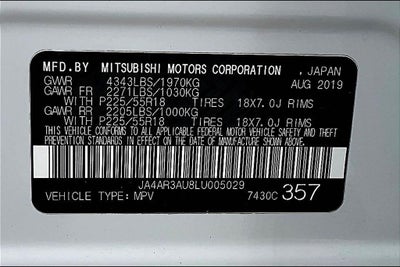 MFD.BY MITSUBISHI MOTORS CORPORATION , JAPAN
GVWR 4343LBS/1970KG AUG 2019
GAWR FR 2271LBS/1030KG
WITH P225/55R18 TIRES 18X7.0J RIMS
GAWR RR 2205LBS/1000KG
WITH P225/55R18 TIRES 18X7.0J RIMS
THIS VEHICLE CONFORMS TO ALL APPLICABLE FEDERAL
MOTOR VEHICLE SAFETY AND THEFT PREVENTION STANDARDS
IN EFFECT ON THE DATE OF MANUFACTURE SHOWN ABOVE.
JA4AR3AU8LU005029
VEHICLE TYPE: MPV 7430C 357